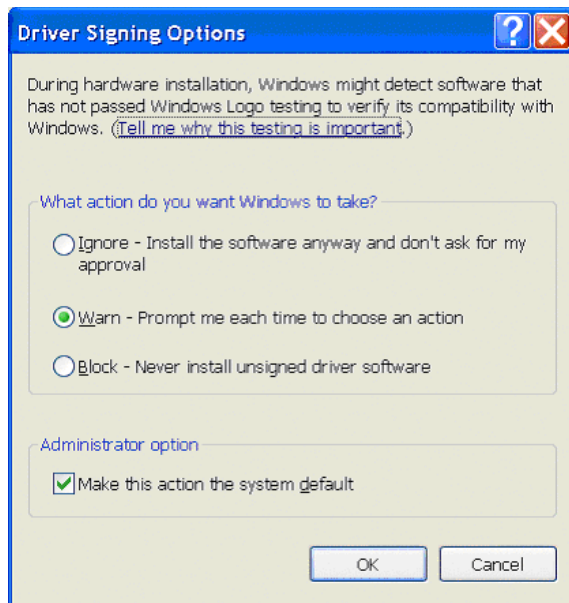 Driver Signing Options
During hardware installation, Windows might detect software that
has not passed Windows Logo testing to verify its compatibility with
Windows. (Tell me why this testing is important.)
What action do you want Windows to take?
Ignore - Install the software anyway and don't ask for my
approval
Warn - Prompt me each time to choose an action
Block - Never install unsigned driver software
Administrator option
Make this action the system default
OK Cancel